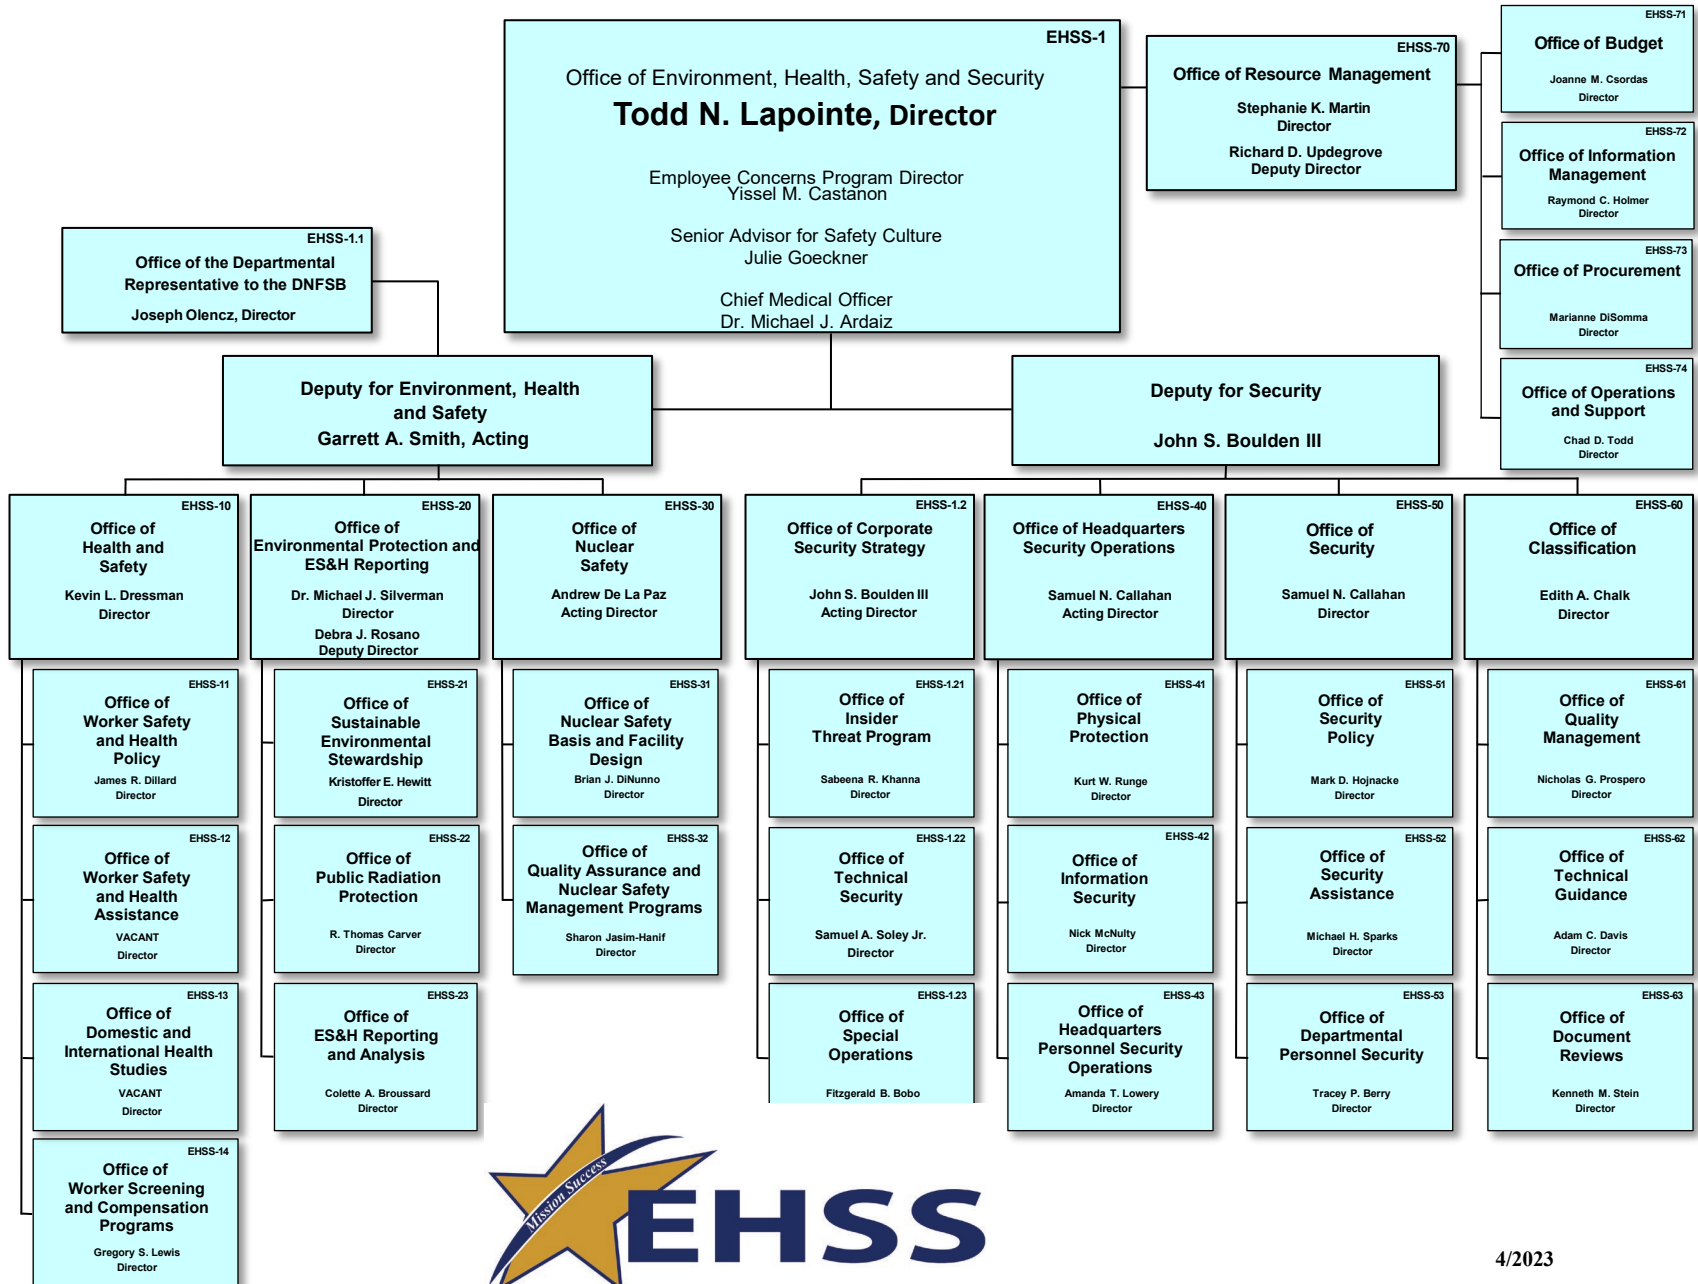 EHSS-1
Office of Environment, Health, Safety and Security
Todd N. Lapointe, Director
Employee Concerns Program Director
Yissel M. Castanon
Senior Advisor for Safety Culture
Julie Goeckner
Chief Medical Officer
Dr. Michael J. Ardaiz
EHSS-70
Office of Resource Management
Stephanie K. Martin
Director
Richard D. Updegrove
Deputy Director
EHSS-71
Office of Budget
Joanne M. Csordas
Director
EHSS-72
Office of Information
Management
Raymond C. Holmer
Director
EHSS-73
Office of Procurement
Marianne DiSomma
Director
EHSS-74
Office of Operations
and Support
Chad D. Todd
Director
EHSS-1.1
Office of the Departmental
Representative to the DNFSB
Joseph Olencz, Director
Deputy for Environment, Health
and Safety
Garrett A. Smith, Acting
Deputy for Security
John S. Boulden III
EHSS-10
Office of
Health and
Safety
Kevin L. Dressman
Director
EHSS-11
Office of
Worker Safety
and Health
Policy
James R. Dillard
Director
EHSS-12
Office of
Worker Safety
and Health
Assistance
VACANT
Director
EHSS-13
Office of
Domestic and
International Health
Studies
VACANT
Director
EHSS-14
Office of
Worker Screening
and Compensation
Programs
Gregory S. Lewis
Director
EHSS-20
Office of
Environmental Protection and
ES&H Reporting
Dr. Michael J. Silverman
Director
Debra J. Rosano
Deputy Director
EHSS-21
Office of
Sustainable
Environmental
Stewardship
Kristoffer E. Hewitt
Director
EHSS-22
Office of
Public Radiation
Protection
R. Thomas Carver
Director
EHSS-23
Office of
ES&H Reporting
and Analysis
Colette A. Broussard
Director
EHSS-30
Office of
Nuclear
Safety
Andrew De La Paz
Acting Director
EHSS-31
Office of
Nuclear Safety
Basis and Facility
Design
Brian J. DiNunno
Director
EHSS-32
Office of
Quality Assurance and
Nuclear Safety
Management Programs
Sharon Jasim-Hanif
Director
EHSS-1.2
Office of Corporate
Security Strategy
John S. Boulden III
Acting Director
EHSS-1.21
Office of
Insider
Threat Program
Sabeena R. Khanna
Director
EHSS-1.22
Office of
Technical
Security
Samuel A. Soley Jr.
Director
EHSS-1.23
Office of
Special
Operations
Fitzgerald B. Bobo
EHSS-40
Office of Headquarters
Security Operations
Samuel N. Callahan
Acting Director
EHSS-41
Office of
Physical
Protection
Kurt W. Runge
Director
EHSS-42
Office of
Information
Security
Nick McNulty
Director
EHSS-43
Office of
Headquarters
Personnel Security
Operations
Amanda T. Lowery
Director
EHSS-50
Office of
Security
Samuel N. Callahan
Director
EHSS-51
Office of
Security
Policy
Mark D. Hojnacke
Director
EHSS-52
Office of
Security
Assistance
Michael H. Sparks
Director
EHSS-53
Office of
Departmental
Personnel Security
Tracey P. Berry
Director
EHSS-60
Office of
Classification
Edith A. Chalk
Director
EHSS-61
Office of
Quality
Management
Nicholas G. Prospero
Director
EHSS-62
Office of
Technical
Guidance
Adam C. Davis
Director
EHSS-63
Office of
Document
Reviews
Kenneth M. Stein
Director
Mission Success
EHSS
4/2023